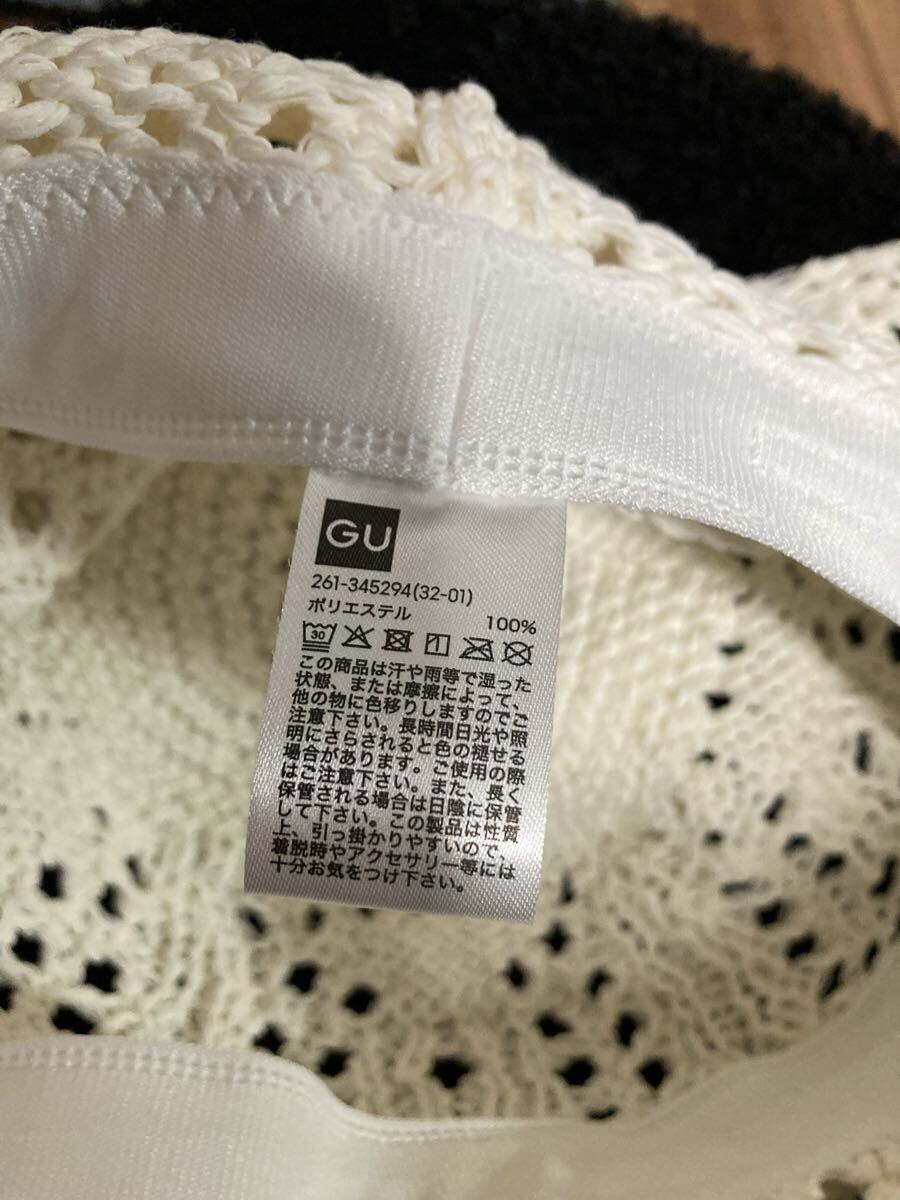 GU
261-345294(32-01)
ポリエステル 100%
30
この商品は汗や雨等で湿った
状態、または摩擦によって、
他の物に色移りしますのでご
注意下さい。長時間日光や照
明にさらされると色の褪せる
場合があります。ご使用の際
はご注意下さい。また、長く
保管される場合は日陰に保管
して下さい。この製品は性質
上、引っ掛かりやすいので、
着脱時やアクセサリー等には
十分お気をつけ下さい。